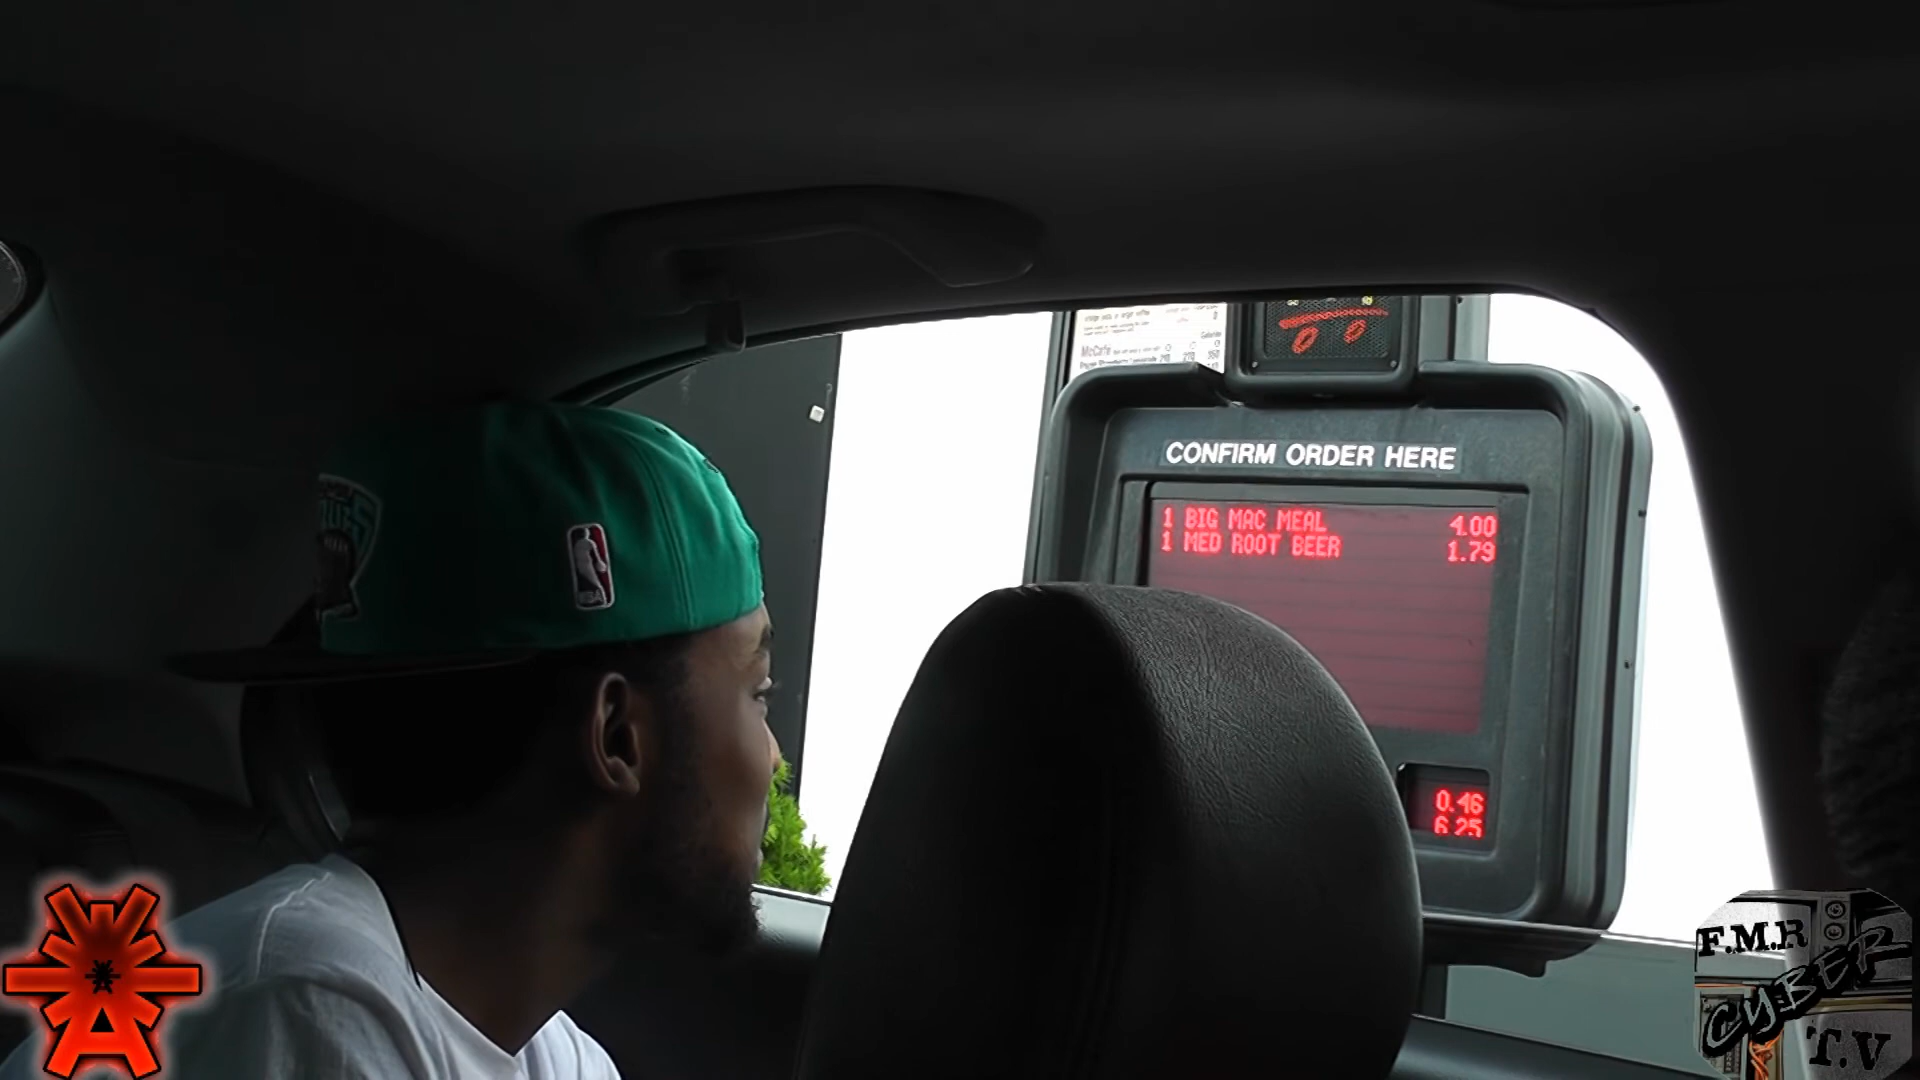 McCafé
CONFIRM ORDER HERE
1 BIG MAC MEAL 4.00
1 MED ROOT BEER 1.79
0.46
6.25
NBA
F.M.R
CYBER
T.V